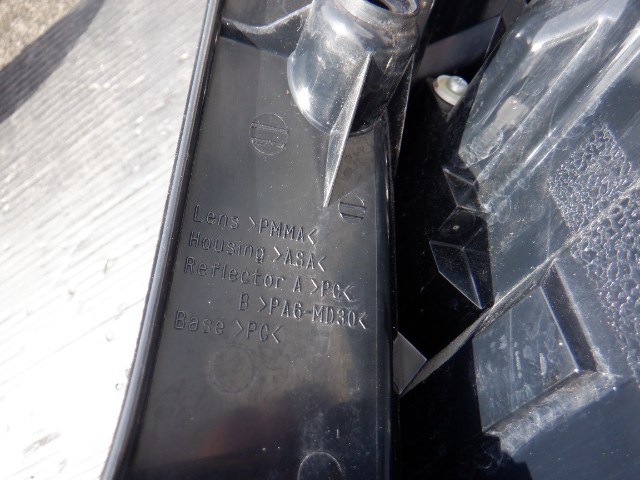 Lens >PMMA<
Housing >ASA<
Reflector A >PC<
B >PA6-MD30<
Base >PC<